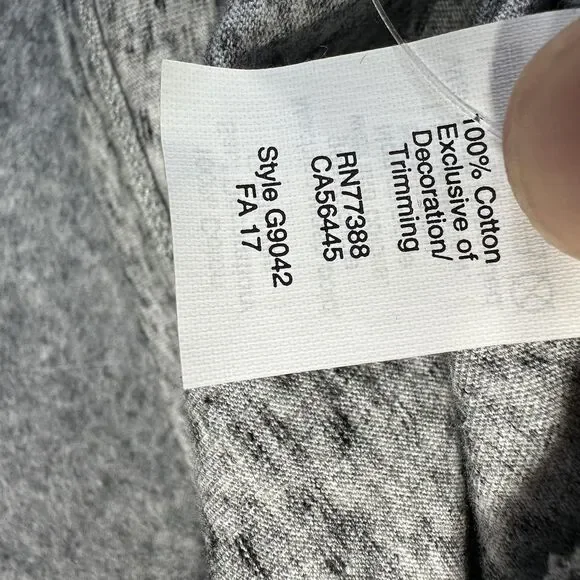 100% Cotton
Exclusive of
Decoration/
Trimming
RN77388
CA56445
Style G9042
FA 17